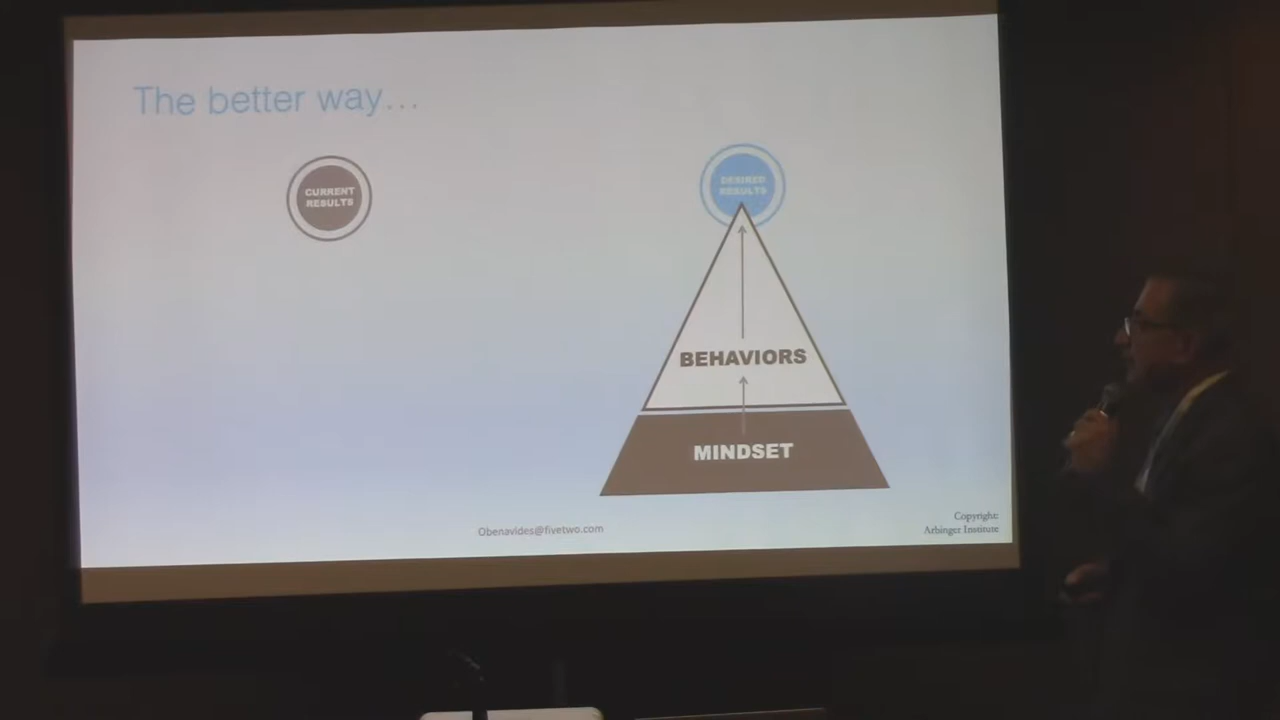 The better way...
CURRENT
RESULTS
DESIRED
RESULTS
BEHAVIORS
MINDSET
Obenavides@fivetwo.com
Copyright:
Arbinger Institute